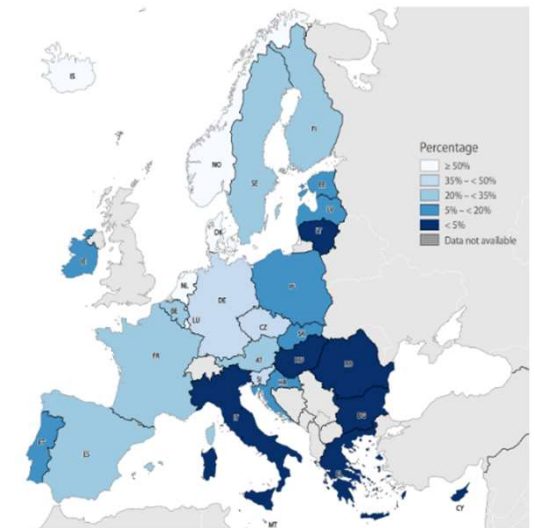 IS
FI
NO
SE
EE
LV
LT
DK
IE
NL
DE
PL
BE
LU
CZ
SK
FR
AT
HU
RO
SI
HR
IT
BG
PT
ES
EL
CY
MT
Percentage
≥ 50%
35% – < 50%
20% – < 35%
5% – < 20%
< 5%
Data not available